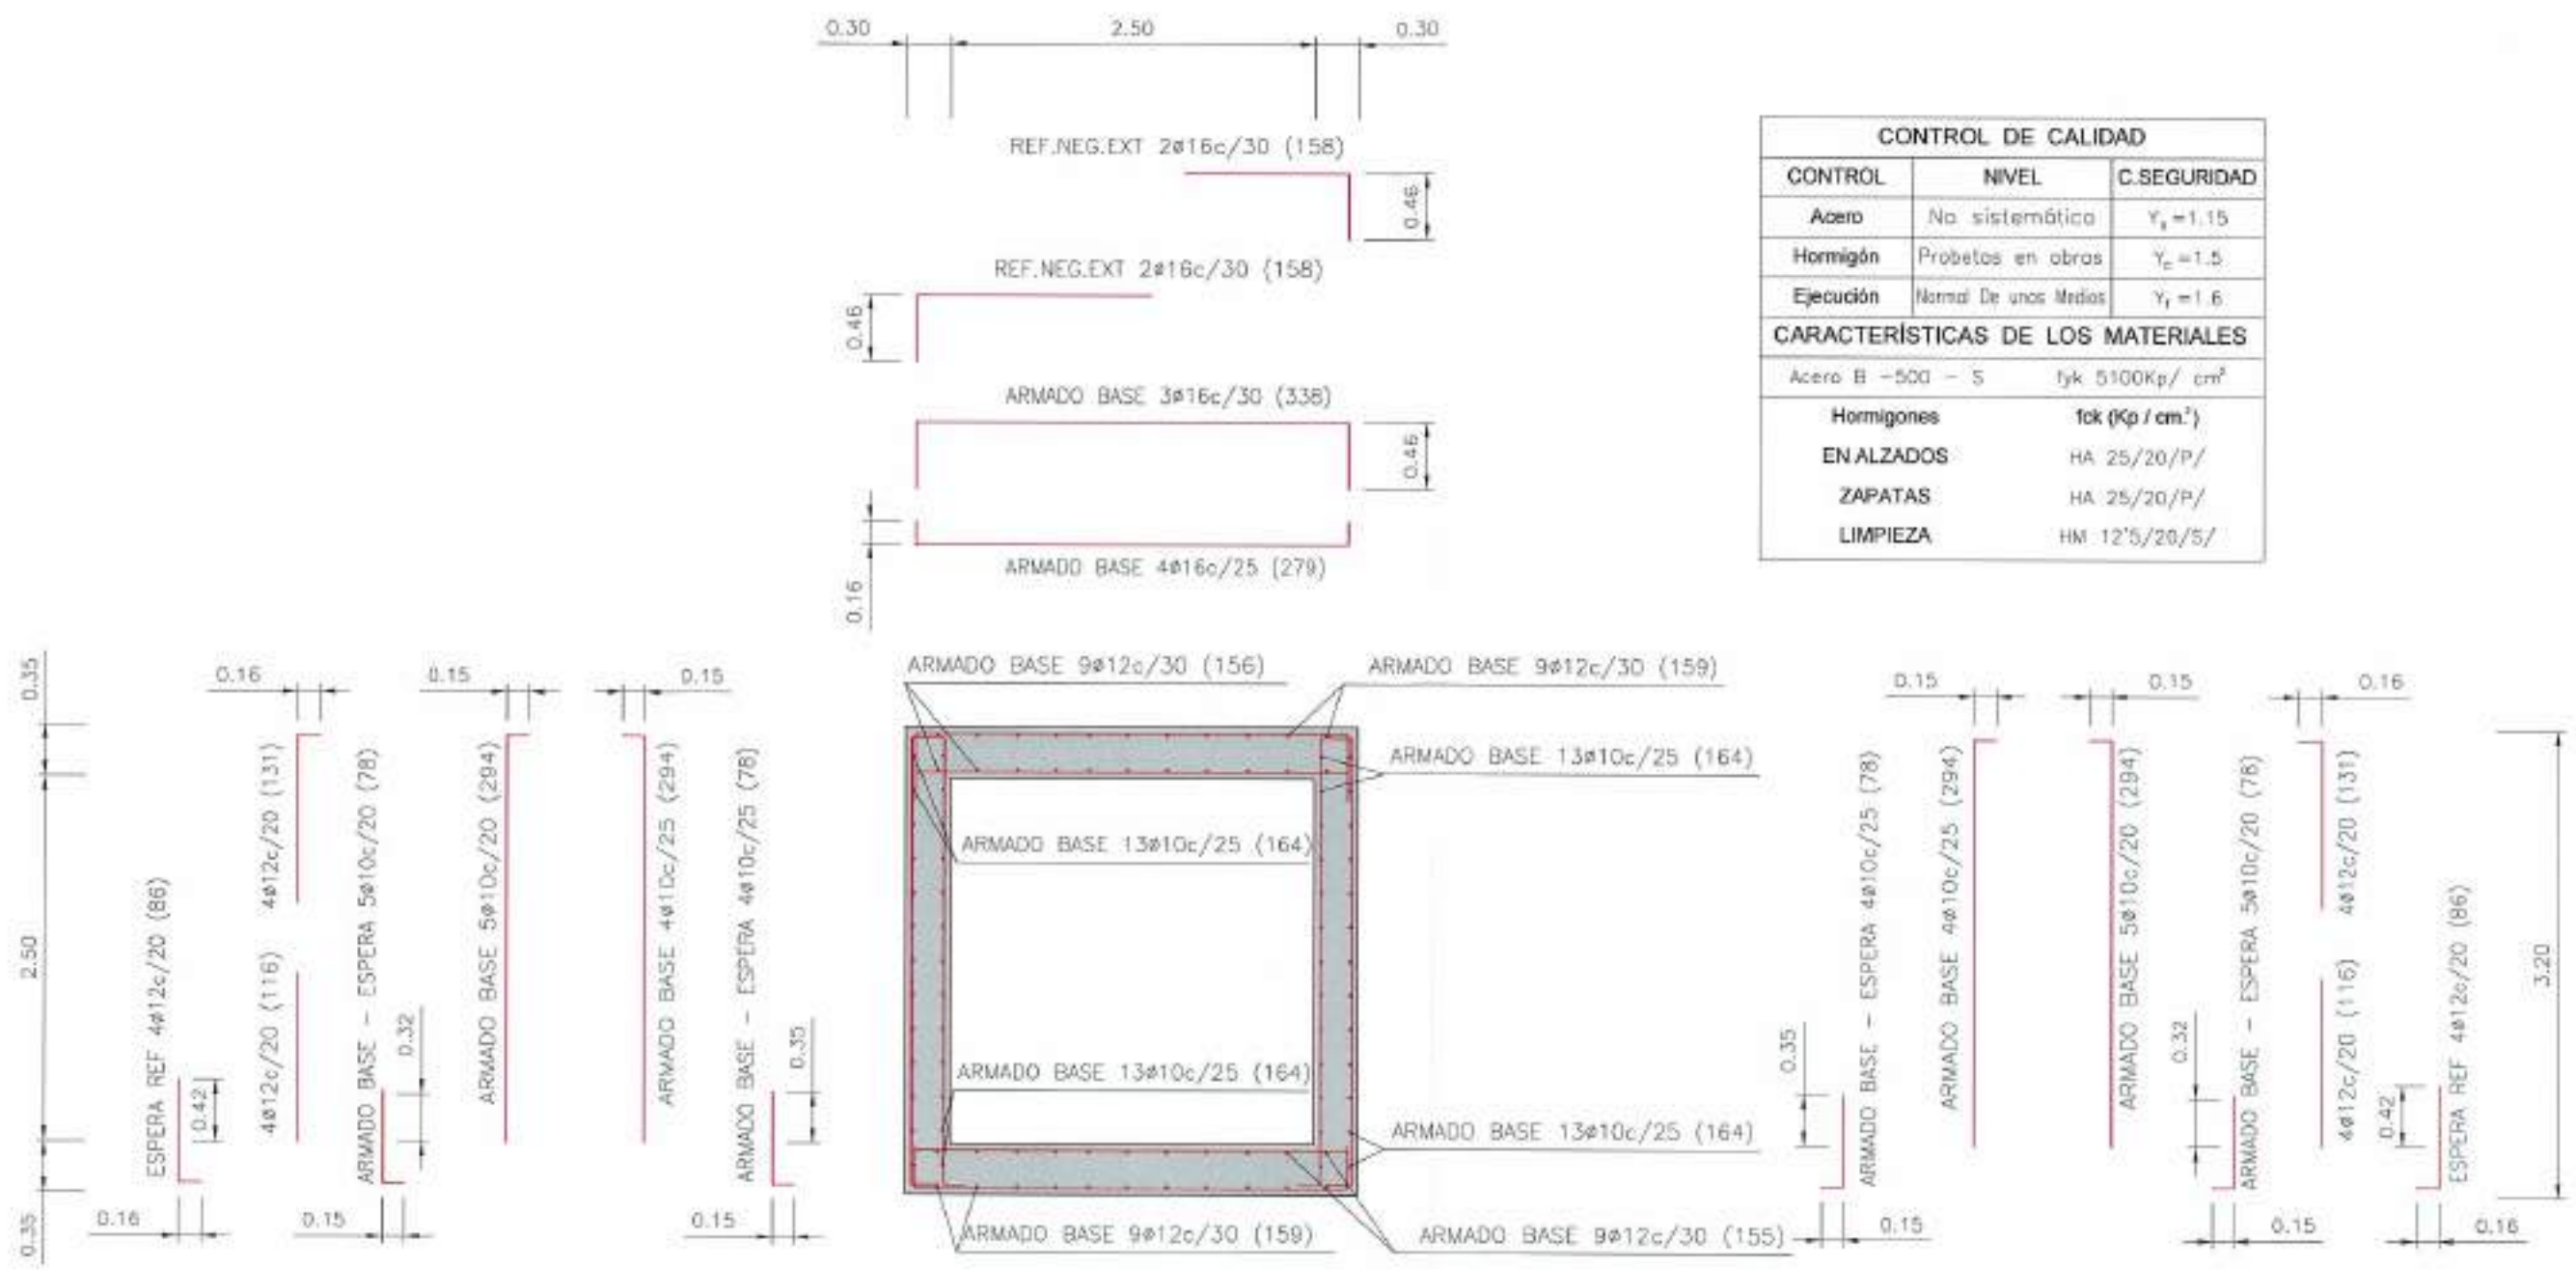 0.30 2.50 0.30
REF.NEG.EXT 2ø16c/30 (158)
0.46
REF.NEG.EXT 2ø16c/30 (158)
0.46
ARMADO BASE 3ø16c/30 (338)
0.46
0.16
ARMADO BASE 4ø16c/25 (279)
CONTROL DE CALIDAD
CONTROL NIVEL C.SEGURIDAD
Acero No sistemático Yₛ=1.15
Hormigón Probetas en obras Y꜀=1.5
Ejecución Normal De unos Medios Yf=1.6
CARACTERÍSTICAS DE LOS MATERIALES
Acero B -500 - S fyk 5100Kp/ cm²
Hormigones fck (Kp / cm.²)
EN ALZADOS HA 25/20/P/
ZAPATAS HA 25/20/P/
LIMPIEZA HM 12'5/20/S/
0.35
2.50
0.35
ESPERA REF 4ø12c/20 (86)
0.42
0.16
0.16
4ø12c/20 (131)
4ø12c/20 (116)
ARMADO BASE - ESPERA 5ø10c/20 (78)
0.32
0.15
0.15
ARMADO BASE 5ø10c/20 (294)
0.15
ARMADO BASE 4ø10c/25 (294)
ARMADO BASE - ESPERA 4ø10c/25 (78)
0.35
0.15
ARMADO BASE 9ø12c/30 (156)
ARMADO BASE 9ø12c/30 (159)
ARMADO BASE 13ø10c/25 (164)
ARMADO BASE 13ø10c/25 (164)
ARMADO BASE 13ø10c/25 (164)
ARMADO BASE 13ø10c/25 (164)
ARMADO BASE 9ø12c/30 (159)
ARMADO BASE 9ø12c/30 (155)
0.35
0.15
ARMADO BASE - ESPERA 4ø10c/25 (78)
0.15
ARMADO BASE 4ø10c/25 (294)
0.15
ARMADO BASE 5ø10c/20 (294)
0.32
0.15
ARMADO BASE - ESPERA 5ø10c/20 (78)
0.16
4ø12c/20 (131)
4ø12c/20 (116)
0.42
0.16
ESPERA REF 4ø12c/20 (86)
3.20